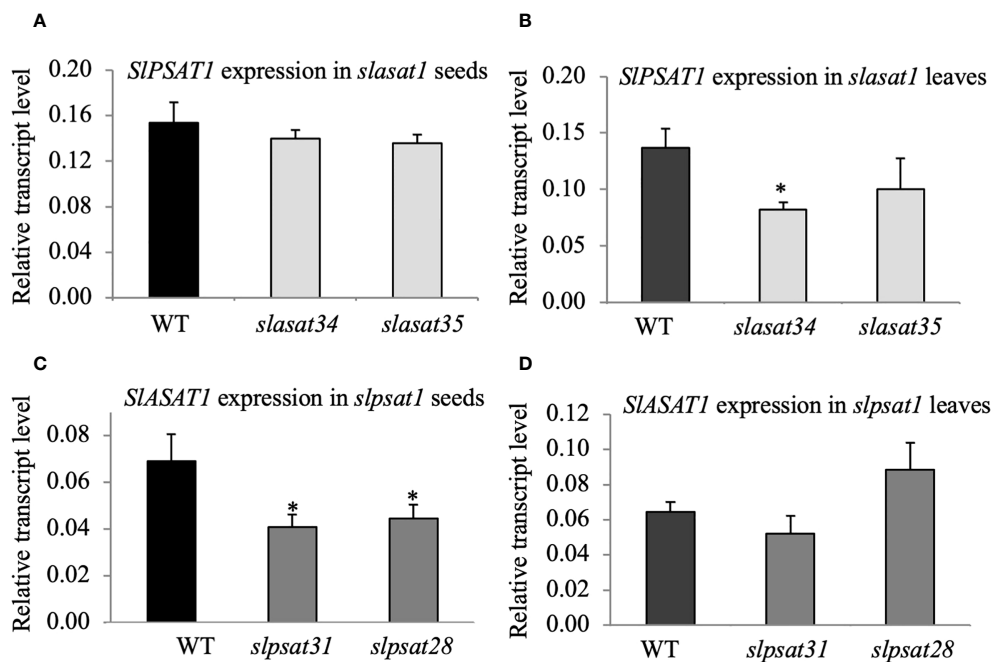 A
SlPSAT1 expression in slasat1 seeds
Relative transcript level
0.20
0.16
0.12
0.08
0.04
0.00
WT
slasat34
slasat35
B
SlPSAT1 expression in slasat1 leaves
Relative transcript level
0.20
0.15
0.10
0.05
0.00
*
WT
slasat34
slasat35
C
SlASAT1 expression in slpsat1 seeds
Relative transcript level
0.08
0.06
0.04
0.02
0.00
*
*
WT
slpsat31
slpsat28
D
SlASAT1 expression in slpsat1 leaves
Relative transcript level
0.12
0.10
0.08
0.06
0.04
0.02
0.00
WT
slpsat31
slpsat28